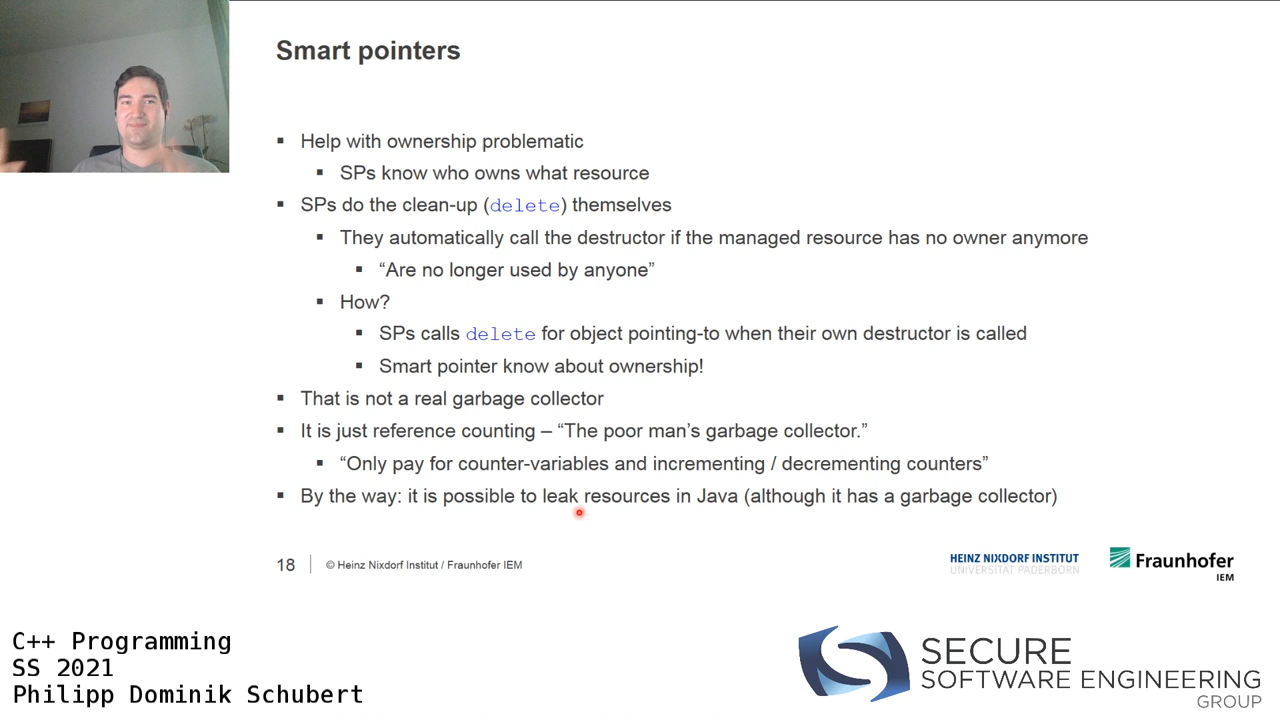 Smart pointers
Help with ownership problematic
SPs know who owns what resource
SPs do the clean-up (delete) themselves
They automatically call the destructor if the managed resource has no owner anymore
“Are no longer used by anyone”
How?
SPs calls delete for object pointing-to when their own destructor is called
Smart pointer know about ownership!
That is not a real garbage collector
It is just reference counting – “The poor man’s garbage collector.”
“Only pay for counter-variables and incrementing / decrementing counters”
By the way: it is possible to leak resources in Java (although it has a garbage collector)
18
© Heinz Nixdorf Institut / Fraunhofer IEM
HEINZ NIXDORF INSTITUT
UNIVERSITÄT PADERBORN
Fraunhofer
IEM
C++ Programming
SS 2021
Philipp Dominik Schubert
SECURE
SOFTWARE ENGINEERING
GROUP